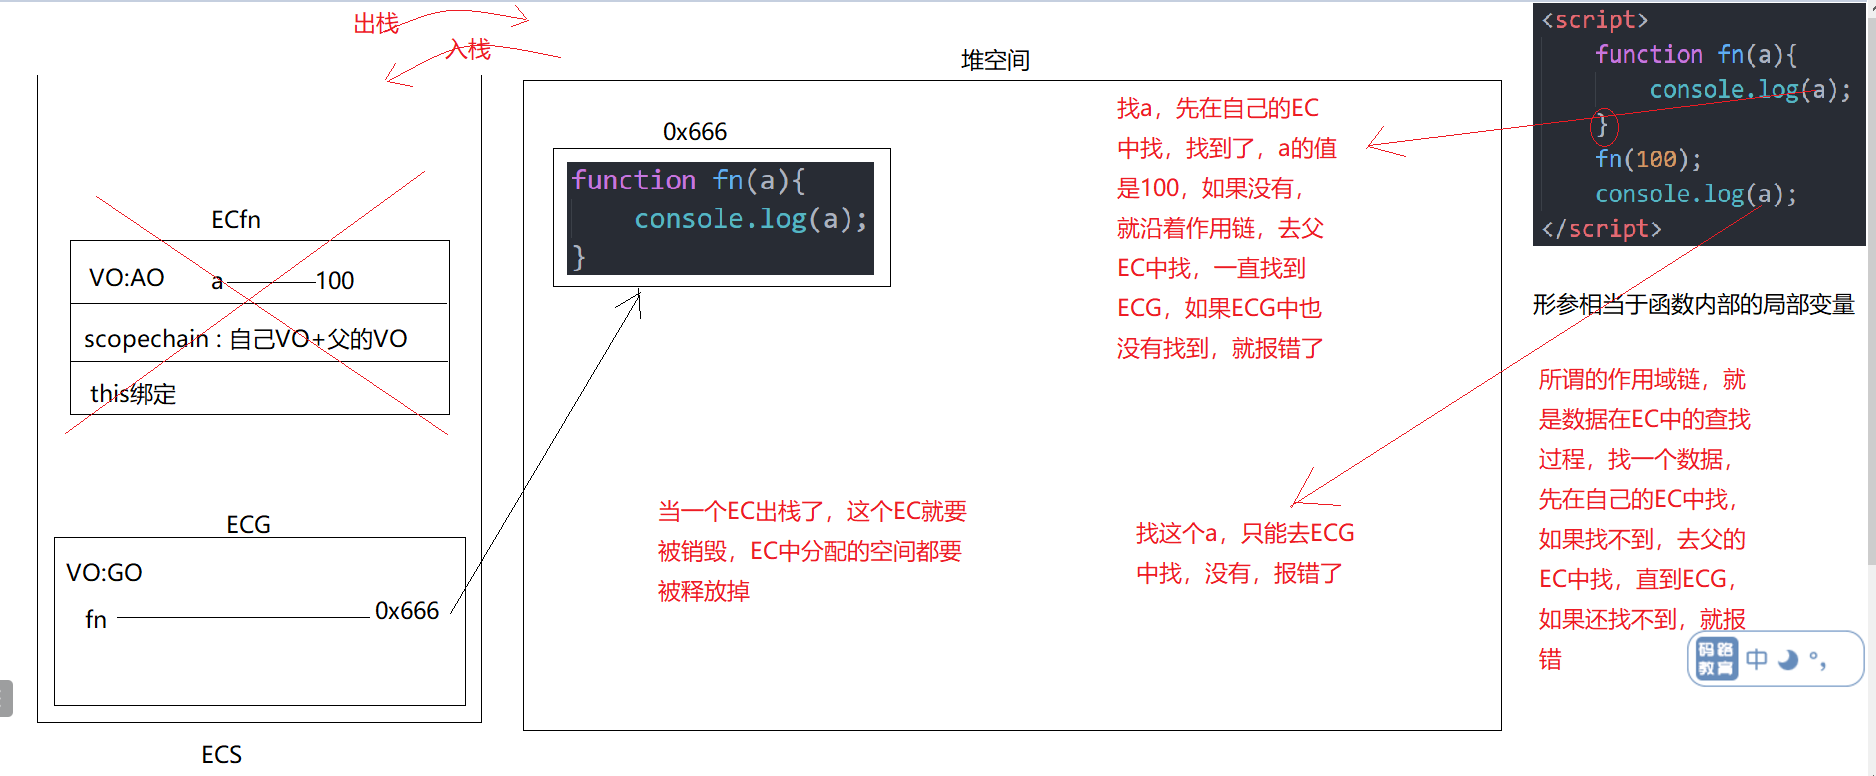 出栈
入栈
ECfn
VO:AO a 100
scopechain : 自己VO+父的VO
this绑定
ECG
VO:GO
fn 0x666
ECS
堆空间
0x666
function fn(a){
console.log(a);
}
找a，先在自己的EC
中找，找到了，a的值
是100，如果没有，
就沿着作用链，去父
EC中找，一直找到
ECG，如果ECG中也
没有找到，就报错了
当一个EC出栈了，这个EC就要
被销毁，EC中分配的空间都要
被释放掉
找这个a，只能去ECG
中找，没有，报错了
<script>
function fn(a){
console.log(a);
}
fn(100);
console.log(a);
</script>
形参相当于函数内部的局部变量
所谓的作用域链，就
是数据在EC中的查找
过程，找一个数据，
先在自己的EC中找，
如果找不到，去父的
EC中找，直到ECG，
如果还找不到，就报
错
码路
教育
中 °，